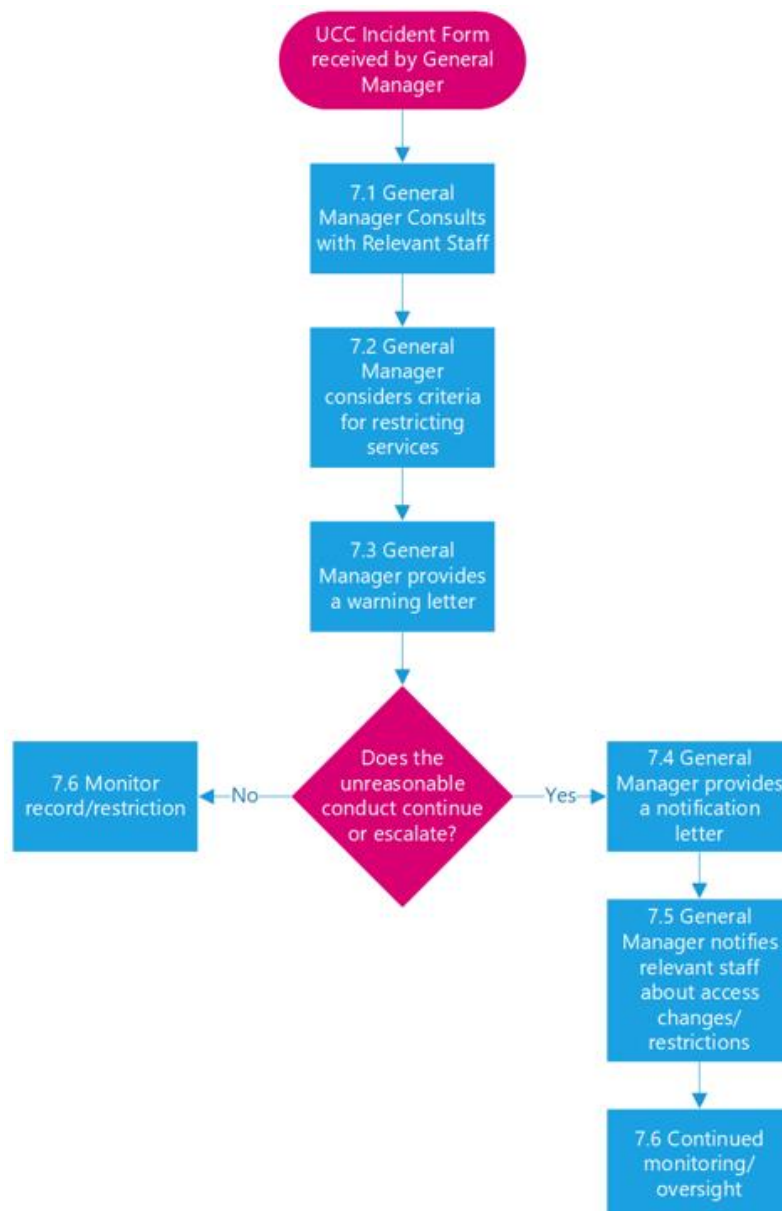 UCC Incident Form
received by General
Manager
7.1 General
Manager Consults
with Relevant Staff
7.2 General
Manager
considers criteria
for restricting
services
7.3 General
Manager provides
a warning letter
Does the
unreasonable
conduct continue
or escalate?
No
7.6 Monitor
record/restriction
Yes
7.4 General
Manager provides
a notification
letter
7.5 General
Manager notifies
relevant staff
about access
changes/
restrictions
7.6 Continued
monitoring/
oversight